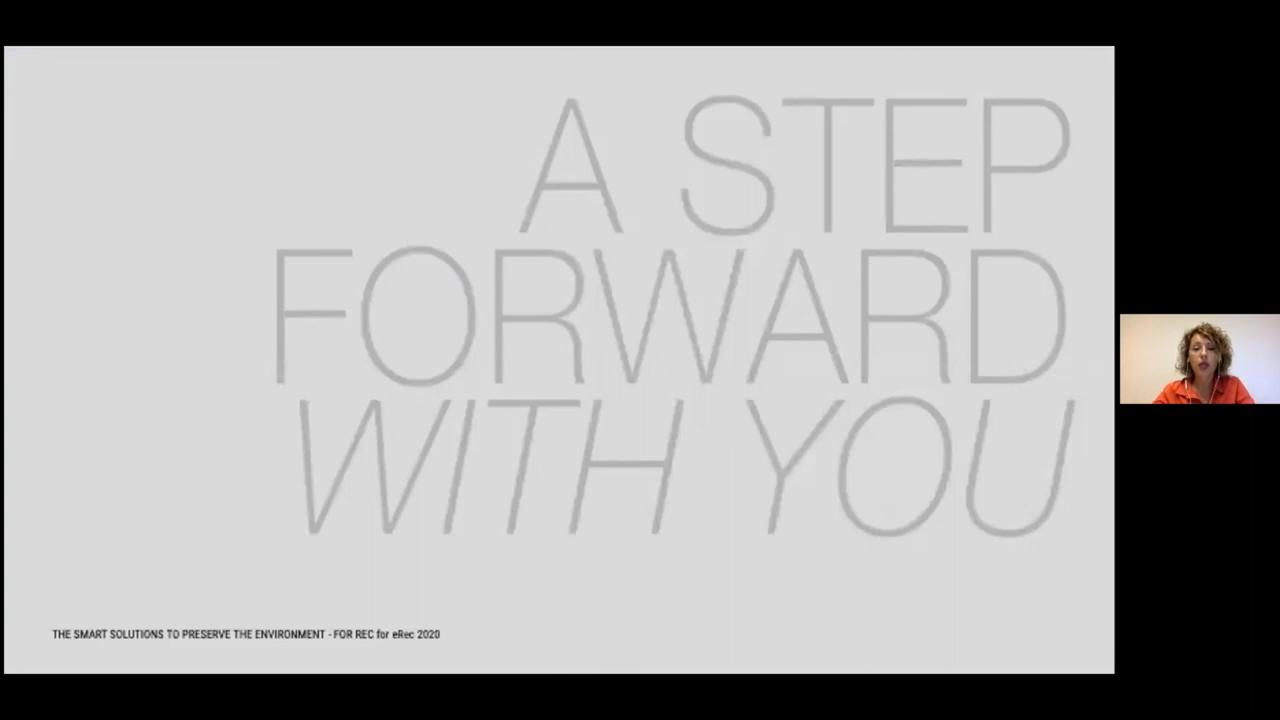 A STEP
FORWARD
WITH YOU
THE SMART SOLUTIONS TO PRESERVE THE ENVIRONMENT - FOR REC for eRec 2020